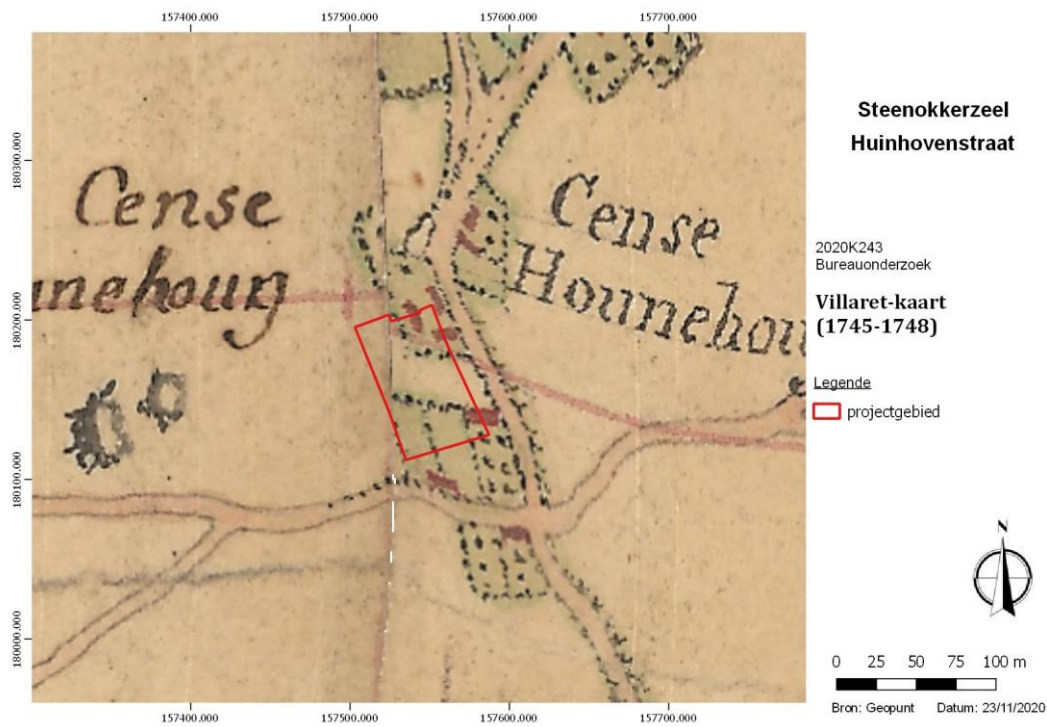 157400.000
157500.000
157600.000
157700.000
180300.000
180200.000
180100.000
180000.000
Cense
unehoun
Cense
Hounehou
157400.000
157500.000
157600.000
157700.000
Steenokkerzeel
Huinhovenstraat
2020K243
Bureauonderzoek
Villaret-kaart
(1745-1748)
Legende
projectgebied
N
0 25 50 75 100 m
Bron: Geopunt Datum: 23/11/2020